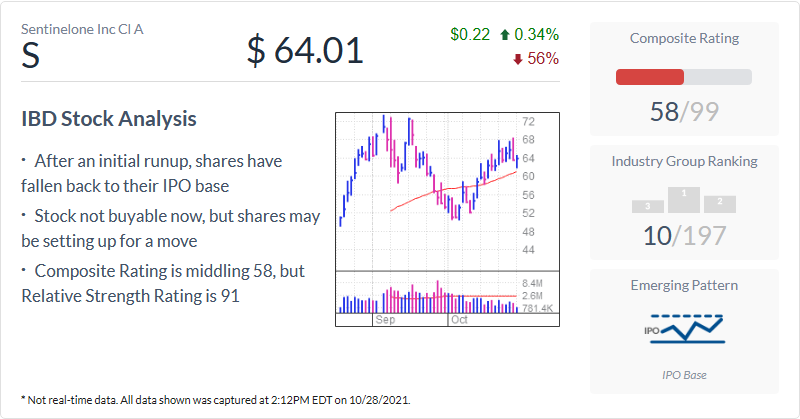 Sentinelone Inc Cl A
S
$ 64.01
$0.22 0.34%
56%
IBD Stock Analysis
· After an initial runup, shares have
fallen back to their IPO base
· Stock not buyable now, but shares may
be setting up for a move
· Composite Rating is middling 58, but
Relative Strength Rating is 91
72
68
64
60
56
52
48
44
8.4M
2.6M
781.4K
Sep
Oct
Composite Rating
58/99
Industry Group Ranking
3
1
2
10/197
Emerging Pattern
IPO
IPO Base
* Not real-time data. All data shown was captured at 2:12PM EDT on 10/28/2021.